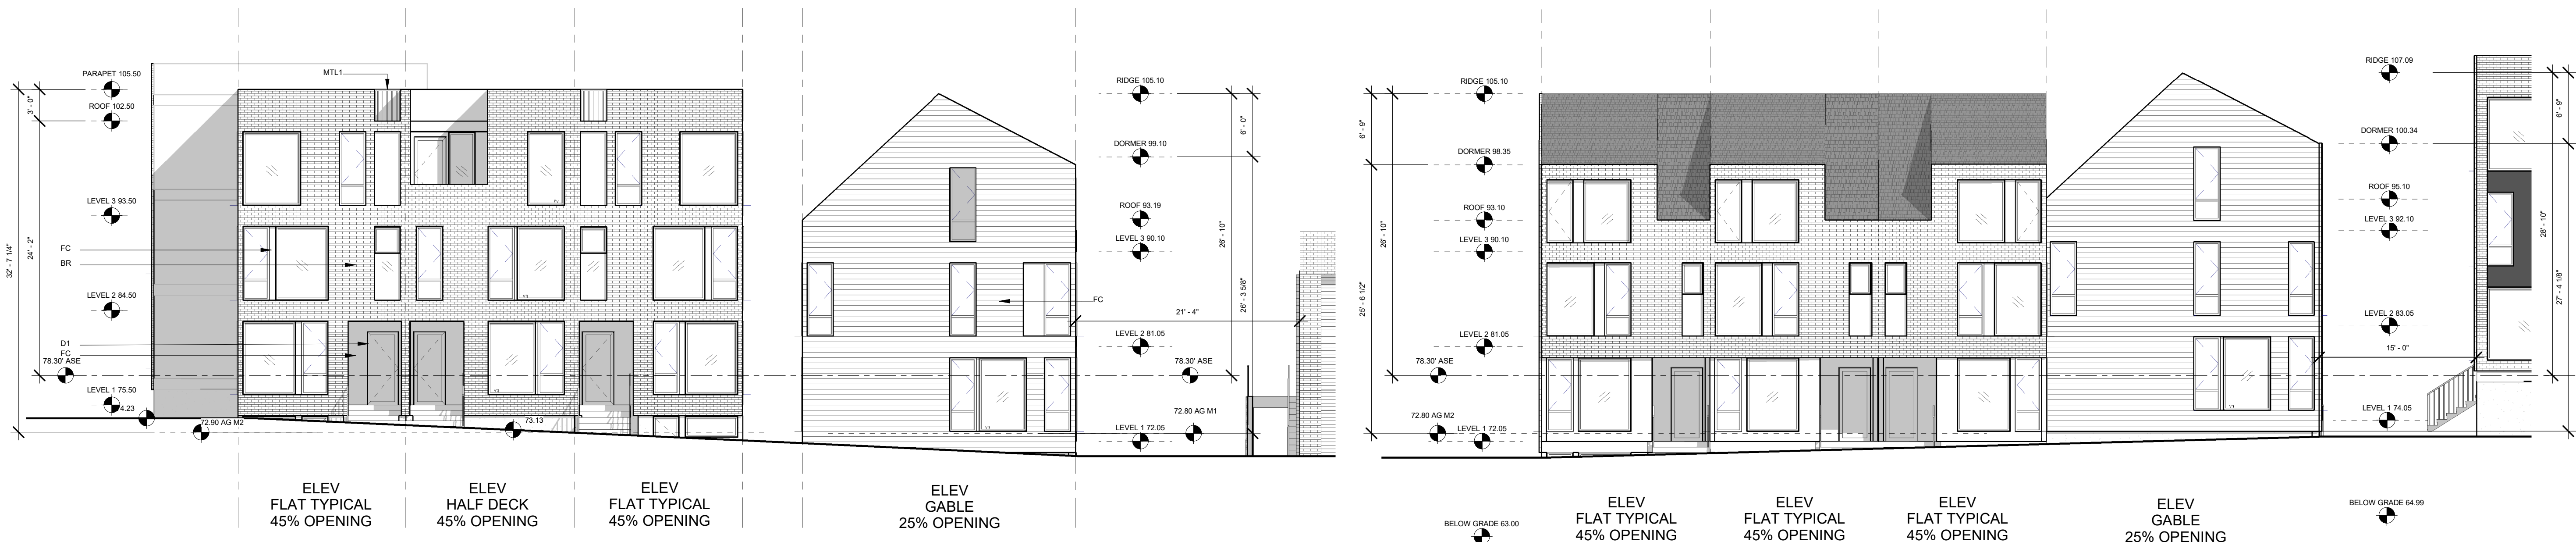 PARAPET 105.50
ROOF 102.50
LEVEL 3 93.50
LEVEL 2 84.50
LEVEL 1 75.50
4.23
78.30' ASE
72.90 AG M2
73.13
3' - 0"
24' - 2"
32' - 7 1/4"
MTL1
FC
BR
D1
FC
ELEV
FLAT TYPICAL
45% OPENING
ELEV
HALF DECK
45% OPENING
ELEV
FLAT TYPICAL
45% OPENING
ELEV
GABLE
25% OPENING
FC
RIDGE 105.10
DORMER 99.10
ROOF 93.19
LEVEL 3 90.10
LEVEL 2 81.05
78.30' ASE
72.80 AG M1
LEVEL 1 72.05
6' - 0"
26' - 10"
26' - 3 5/8"
21' - 4"
RIDGE 105.10
DORMER 98.35
ROOF 93.10
LEVEL 3 90.10
LEVEL 2 81.05
78.30' ASE
72.80 AG M2
LEVEL 1 72.05
BELOW GRADE 63.00
6' - 9"
26' - 10"
25' - 6 1/2"
ELEV
FLAT TYPICAL
45% OPENING
ELEV
FLAT TYPICAL
45% OPENING
ELEV
FLAT TYPICAL
45% OPENING
ELEV
GABLE
25% OPENING
RIDGE 107.09
DORMER 100.34
ROOF 95.10
LEVEL 3 92.10
LEVEL 2 83.05
15' - 0"
LEVEL 1 74.05
BELOW GRADE 64.99
6' - 9"
28' - 10"
27' - 4 1/8"